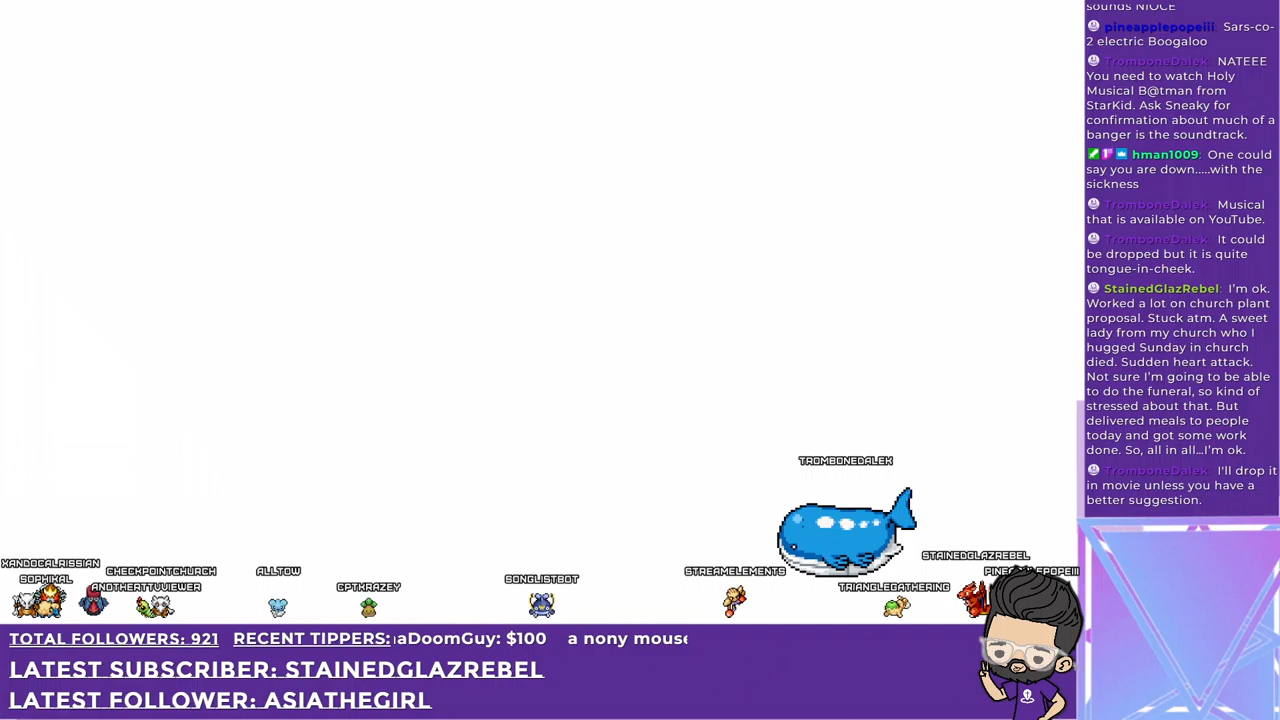 sounds NIOCE
pineapplepopeiii: Sars-co-
2 electric Boogaloo
TromboneDalek: NATEEE
You need to watch Holy
Musical B@tman from
StarKid. Ask Sneaky for
confirmation about much of a
banger is the soundtrack.
hman1009: One could
say you are down.....with the
sickness
TromboneDalek: Musical
that is available on YouTube.
TromboneDalek: It could
be dropped but it is quite
tongue-in-cheek.
StainedGlazRebel: I'm ok.
Worked a lot on church plant
proposal. Stuck atm. A sweet
lady from my church who I
hugged Sunday in church
died. Sudden heart attack.
Not sure I'm going to be able
to do the funeral, so kind of
stressed about that. But
delivered meals to people
today and got some work
done. So, all in all...I'm ok.
TromboneDalek: I'll drop it
in movie unless you have a
better suggestion.
TROMBONEDALEK
STAINEDGLAZREBEL
XANDOCALRISSIAN
CHECKPOINTCHURCH
ALLTOW
STREAMELEMENTS
PINEAPPLEPOPEIII
SOPHIKAL
ANOTHERTTVVIEWER
CPTKRAZEY
SONGLISTBOT
TRIANGLEGATHERING
TOTAL FOLLOWERS: 921 RECENT TIPPERS: aDoomGuy: $100 a nony mouse
LATEST SUBSCRIBER: STAINEDGLAZREBEL
LATEST FOLLOWER: ASIATHEGIRL